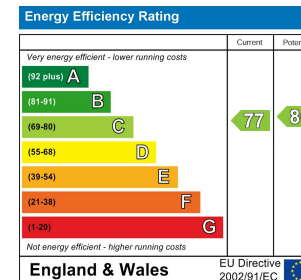 Energy Efficiency Rating
Current
Very energy efficient - lower running costs
(92 plus) A
(81-91) B
(69-80) C
(55-68) D
(39-54) E
(21-38) F
(1-20) G
77
Not energy efficient - higher running costs
England & Wales
EU Directive
2002/91/EC